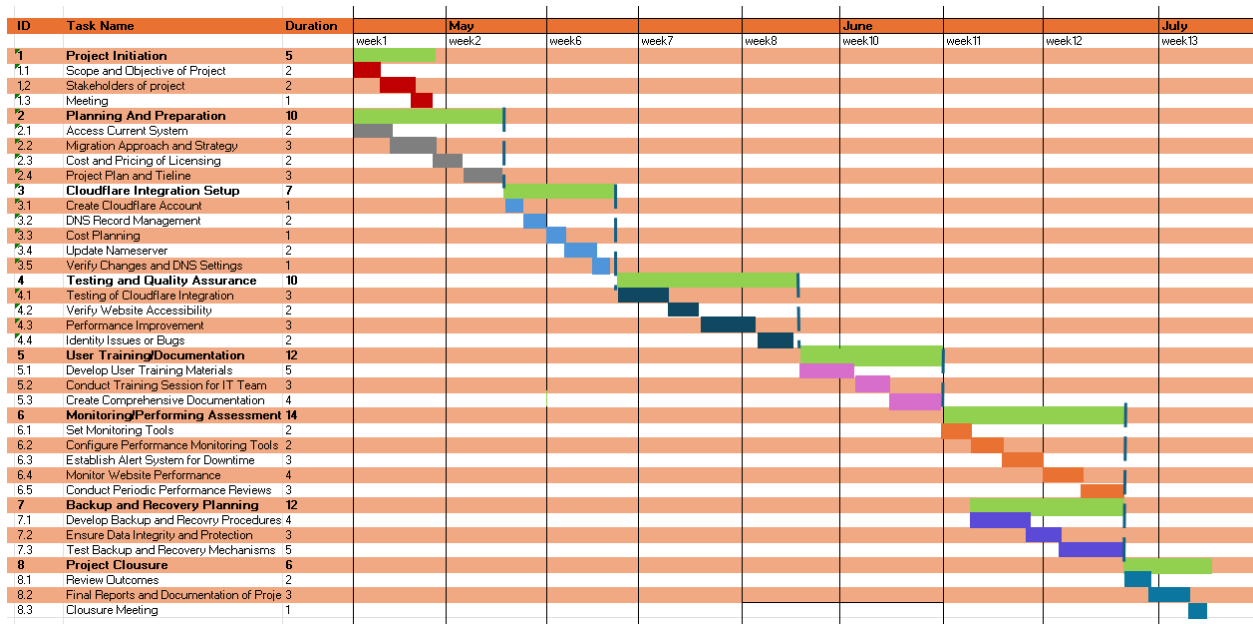 ID Task Name Duration May June July
week1 week2 week6 week7 week8 week10 week11 week12 week13
1 Project Initiation 5
1.1 Scope and Objective of Project 2
1.2 Stakeholders of project 2
1.3 Meeting 1
2 Planning And Preparation 10
2.1 Access Current System 2
2.2 Migration Approach and Strategy 3
2.3 Cost and Pricing of Licensing 2
2.4 Project Plan and Tieline 3
3 Cloudflare Integration Setup 7
3.1 Create Cloudflare Account 1
3.2 DNS Record Management 2
3.3 Cost Planning 1
3.4 Update Nameserver 2
3.5 Verify Changes and DNS Settings 1
4 Testing and Quality Assurance 10
4.1 Testing of Cloudflare Integration 3
4.2 Verify Website Accessibility 2
4.3 Performance Improvement 3
4.4 Identity Issues or Bugs 2
5 User Training/Documentation 12
5.1 Develop User Training Materials 5
5.2 Conduct Training Session for IT Team 3
5.3 Create Comprehensive Documentation 4
6 Monitoring/Performing Assessment 14
6.1 Set Monitoring Tools 2
6.2 Configure Performance Monitoring Tools 2
6.3 Establish Alert System for Downtime 3
6.4 Monitor Website Performance 4
6.5 Conduct Periodic Performance Reviews 3
7 Backup and Recovery Planning 12
7.1 Develop Backup and Recovry Procedures 4
7.2 Ensure Data Integrity and Protection 3
7.3 Test Backup and Recovery Mechanisms 5
8 Project Clousure 6
8.1 Review Outcomes 2
8.2 Final Reports and Documentation of Proje 3
8.3 Clousure Meeting 1